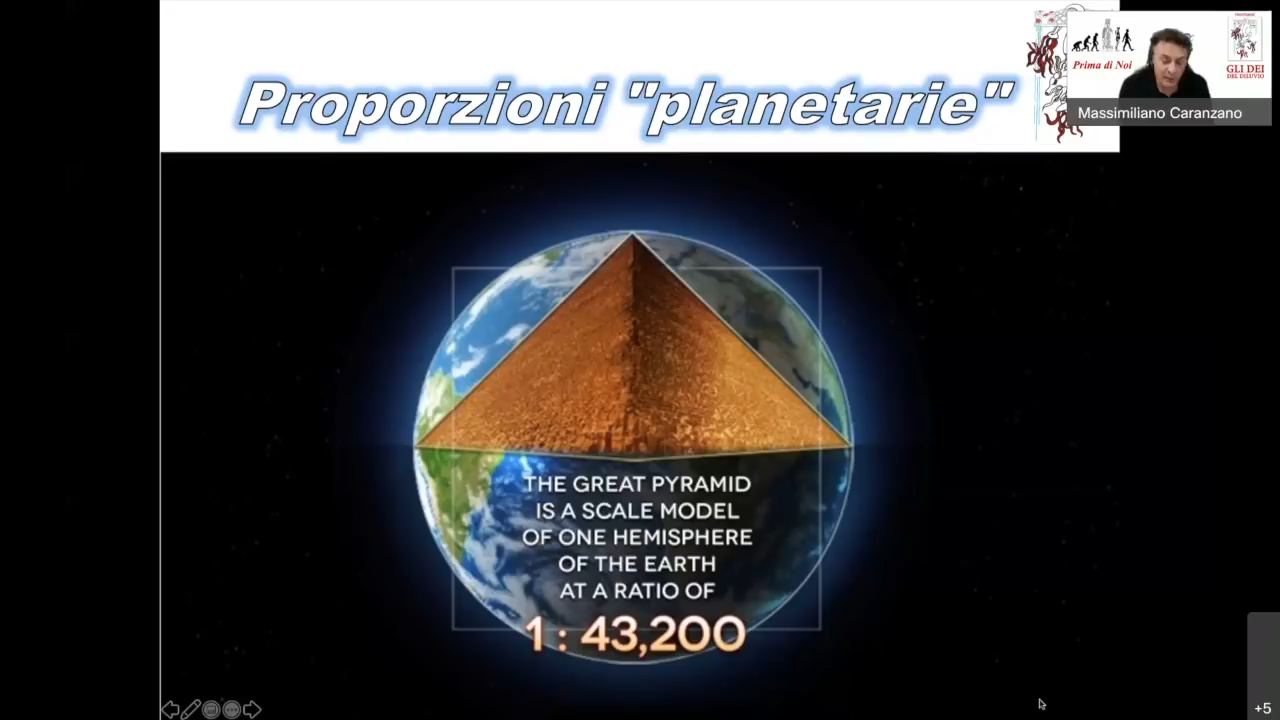 Proporzioni "planetarie"
Prima di Noi
GLI DEI
DEL DILUVIO
Massimiliano Caranzano
THE GREAT PYRAMID
IS A SCALE MODEL
OF ONE HEMISPHERE
OF THE EARTH
AT A RATIO OF
1 : 43,200
+5